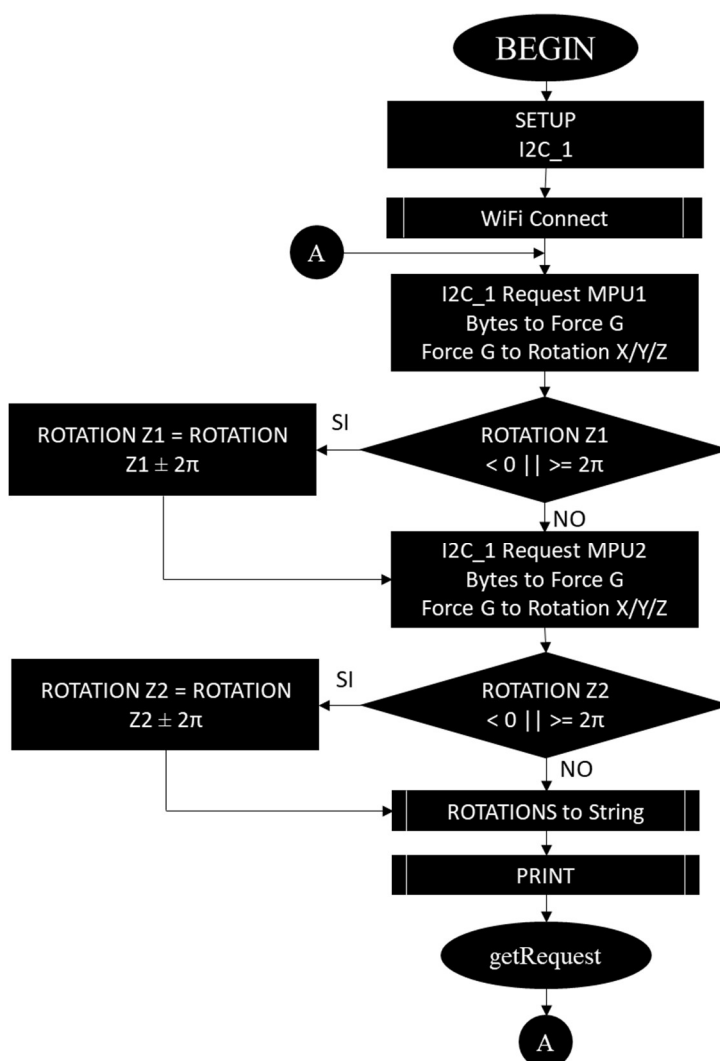 BEGIN
SETUP
I2C_1
WiFi Connect
A
I2C_1 Request MPU1
Bytes to Force G
Force G to Rotation X/Y/Z
SI
ROTATION Z1 = ROTATION
Z1 ± 2π
ROTATION Z1
< 0 || >= 2π
NO
I2C_1 Request MPU2
Bytes to Force G
Force G to Rotation X/Y/Z
SI
ROTATION Z2 = ROTATION
Z2 ± 2π
ROTATION Z2
< 0 || >= 2π
NO
ROTATIONS to String
PRINT
getRequest
A